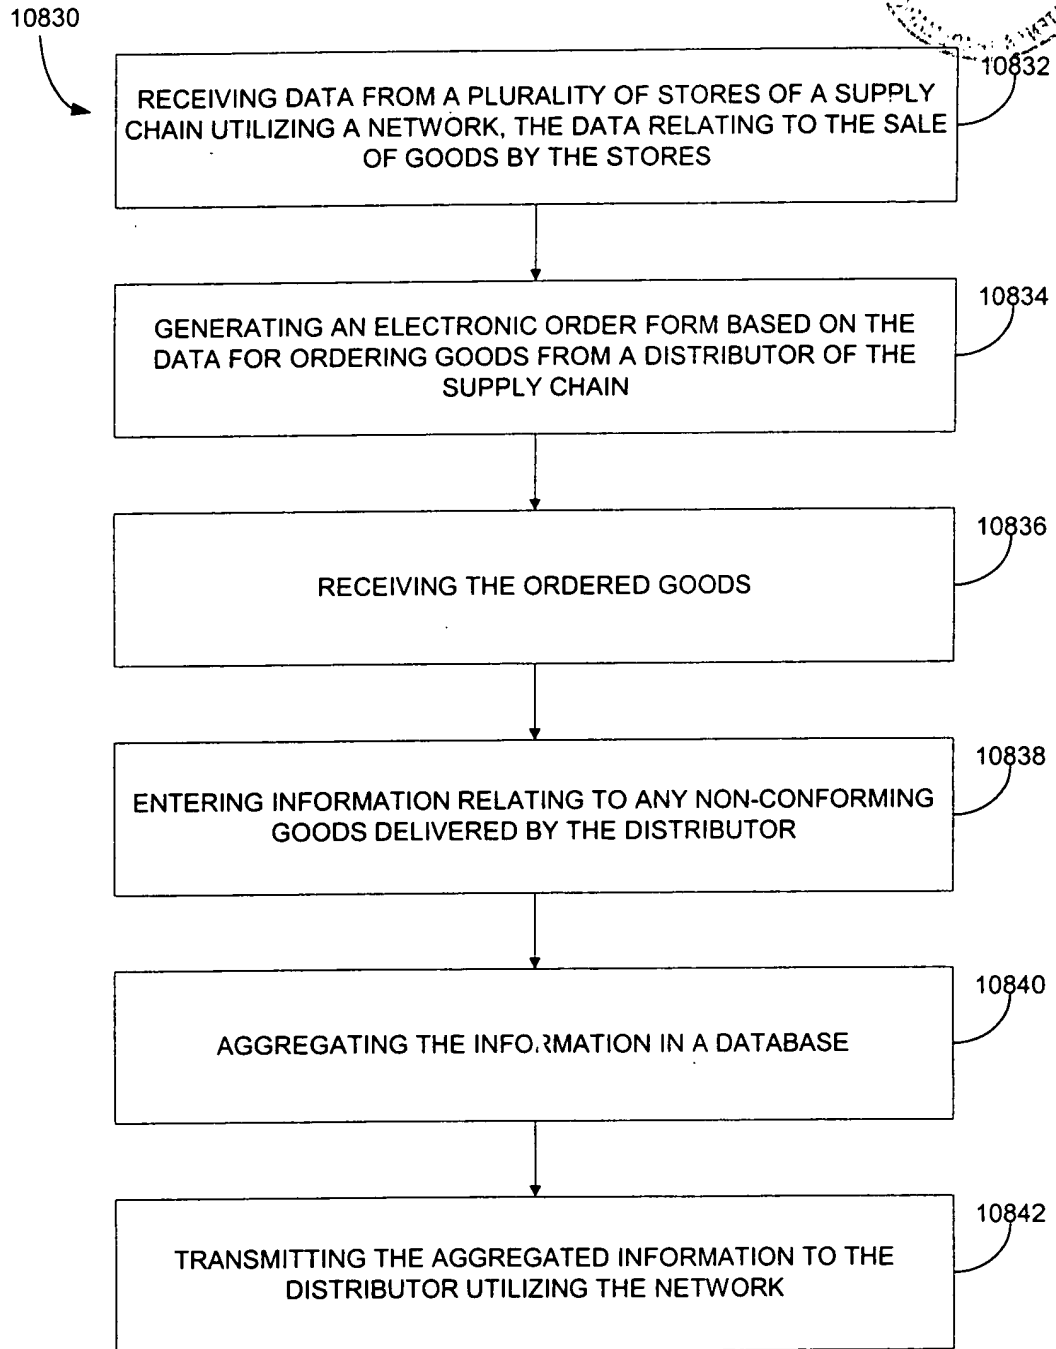 10830
10832
RECEIVING DATA FROM A PLURALITY OF STORES OF A SUPPLY
CHAIN UTILIZING A NETWORK, THE DATA RELATING TO THE SALE
OF GOODS BY THE STORES
10834
GENERATING AN ELECTRONIC ORDER FORM BASED ON THE
DATA FOR ORDERING GOODS FROM A DISTRIBUTOR OF THE
SUPPLY CHAIN
10836
RECEIVING THE ORDERED GOODS
10838
ENTERING INFORMATION RELATING TO ANY NON-CONFORMING
GOODS DELIVERED BY THE DISTRIBUTOR
10840
AGGREGATING THE INFORMATION IN A DATABASE
10842
TRANSMITTING THE AGGREGATED INFORMATION TO THE
DISTRIBUTOR UTILIZING THE NETWORK